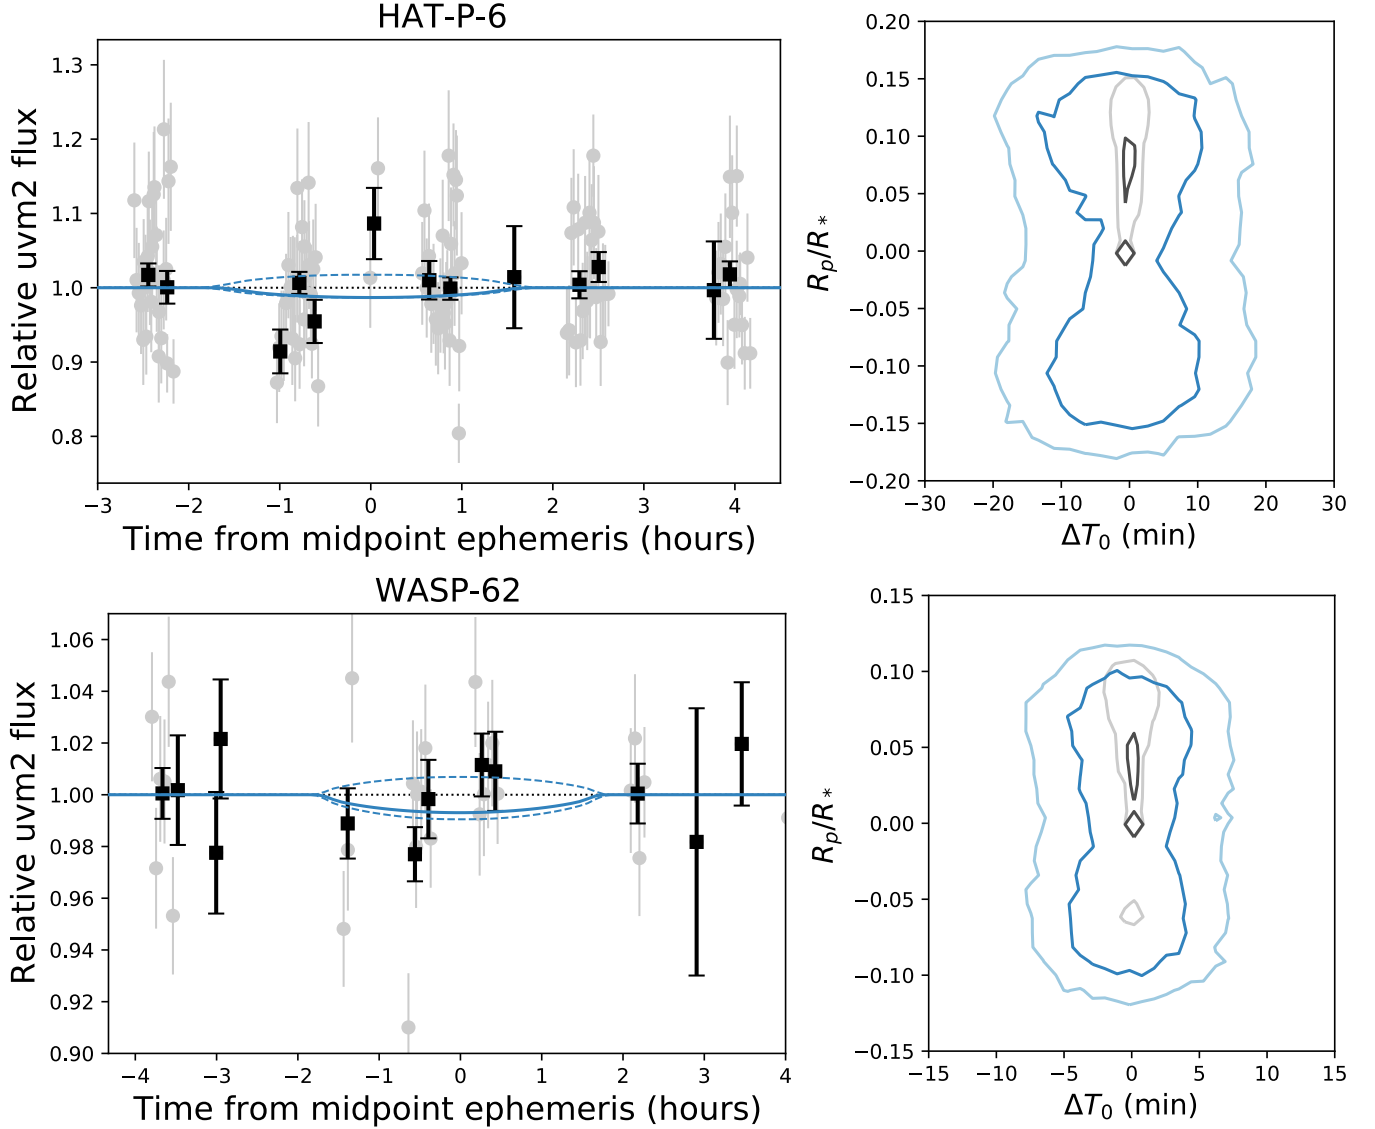 HAT-P-6
Relative uvm2 flux
1.3
1.2
1.1
1.0
0.9
0.8
−3 −2 −1 0 1 2 3 4
Time from midpoint ephemeris (hours)
R_p/R_*
0.20
0.15
0.10
0.05
0.00
−0.05
−0.10
−0.15
−0.20
−30 −20 −10 0 10 20 30
ΔT_0 (min)
WASP-62
Relative uvm2 flux
1.06
1.04
1.02
1.00
0.98
0.96
0.94
0.92
0.90
−4 −3 −2 −1 0 1 2 3 4
Time from midpoint ephemeris (hours)
R_p/R_*
0.15
0.10
0.05
0.00
−0.05
−0.10
−0.15
−15 −10 −5 0 5 10 15
ΔT_0 (min)